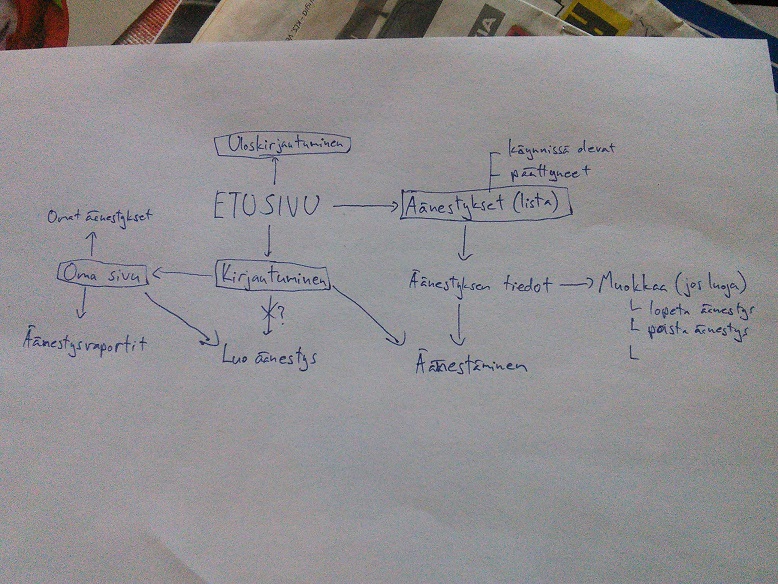 Uloskirjautuminen
käynnissä olevat
päättyneet
ETUSIVU
Äänestykset (lista)
Omat äänestykset
Oma sivu
Kirjautuminen
Äänestyksen tiedot
Muokkaa (jos luoja)
lopeta äänestys
poista äänestys
X?
Äänestysraportit
Luo äänestys
Äänestäminen